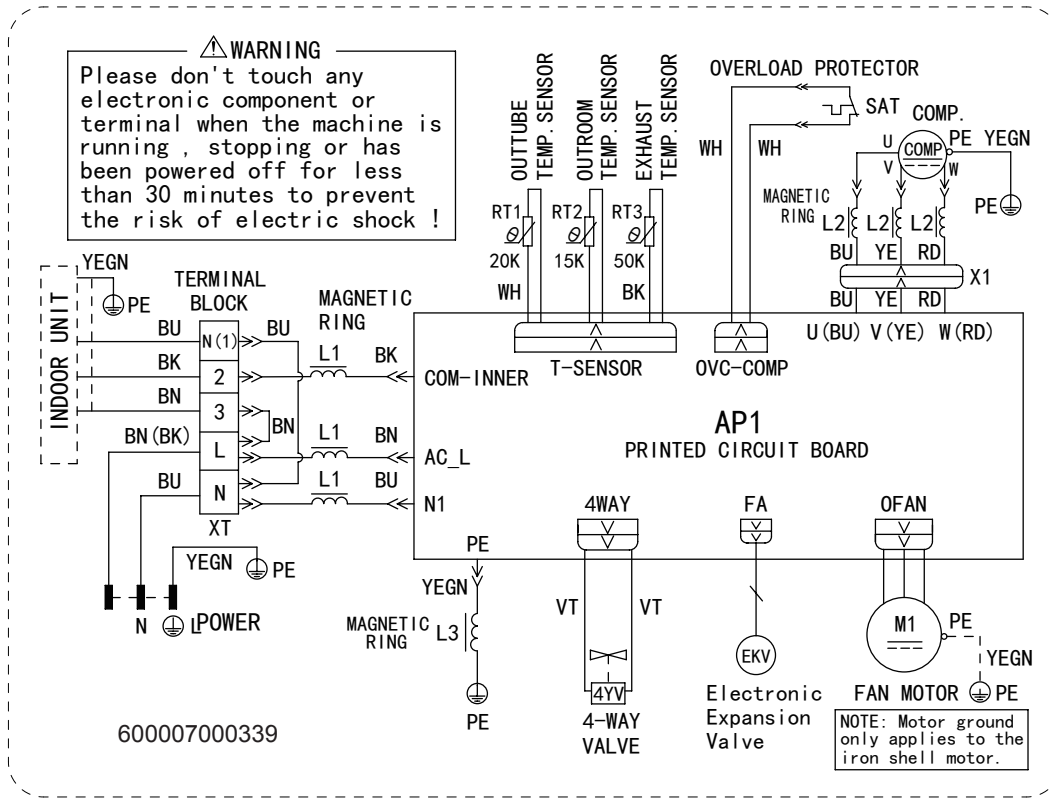 WARNING
Please don't touch any
electronic component or
terminal when the machine is
running , stopping or has
been powered off for less
than 30 minutes to prevent
the risk of electric shock !
OUTTUBE
TEMP. SENSOR
OUTROOM
TEMP. SENSOR
EXHAUST
TEMP. SENSOR
OVERLOAD PROTECTOR
SAT
COMP.
WH
WH
U
COMP
PE YEGN
V
W
MAGNETIC
RING
PE
RT1
RT2
RT3
L2
L2
L2
20K
15K
50K
BU
YE
RD
WH
BK
X1
BU
YE
RD
U(BU)
V(YE)
W(RD)
T-SENSOR
OVC-COMP
YEGN
PE
TERMINAL
BLOCK
MAGNETIC
RING
INDOOR UNIT
BU
N(1)
BU
L1
BK
BK
2
COM-INNER
BN
3
BN
BN(BK)
L
L1
BN
AC_L
BU
N
L1
BU
N1
XT
AP1
PRINTED CIRCUIT BOARD
4WAY
FA
OFAN
PE
YEGN
PE
YEGN
N
L
POWER
MAGNETIC
RING
L3
PE
VT
VT
4YV
4-WAY
VALVE
EKV
Electronic
Expansion
Valve
M1
PE
YEGN
FAN MOTOR
PE
NOTE: Motor ground
only applies to the
iron shell motor.
600007000339